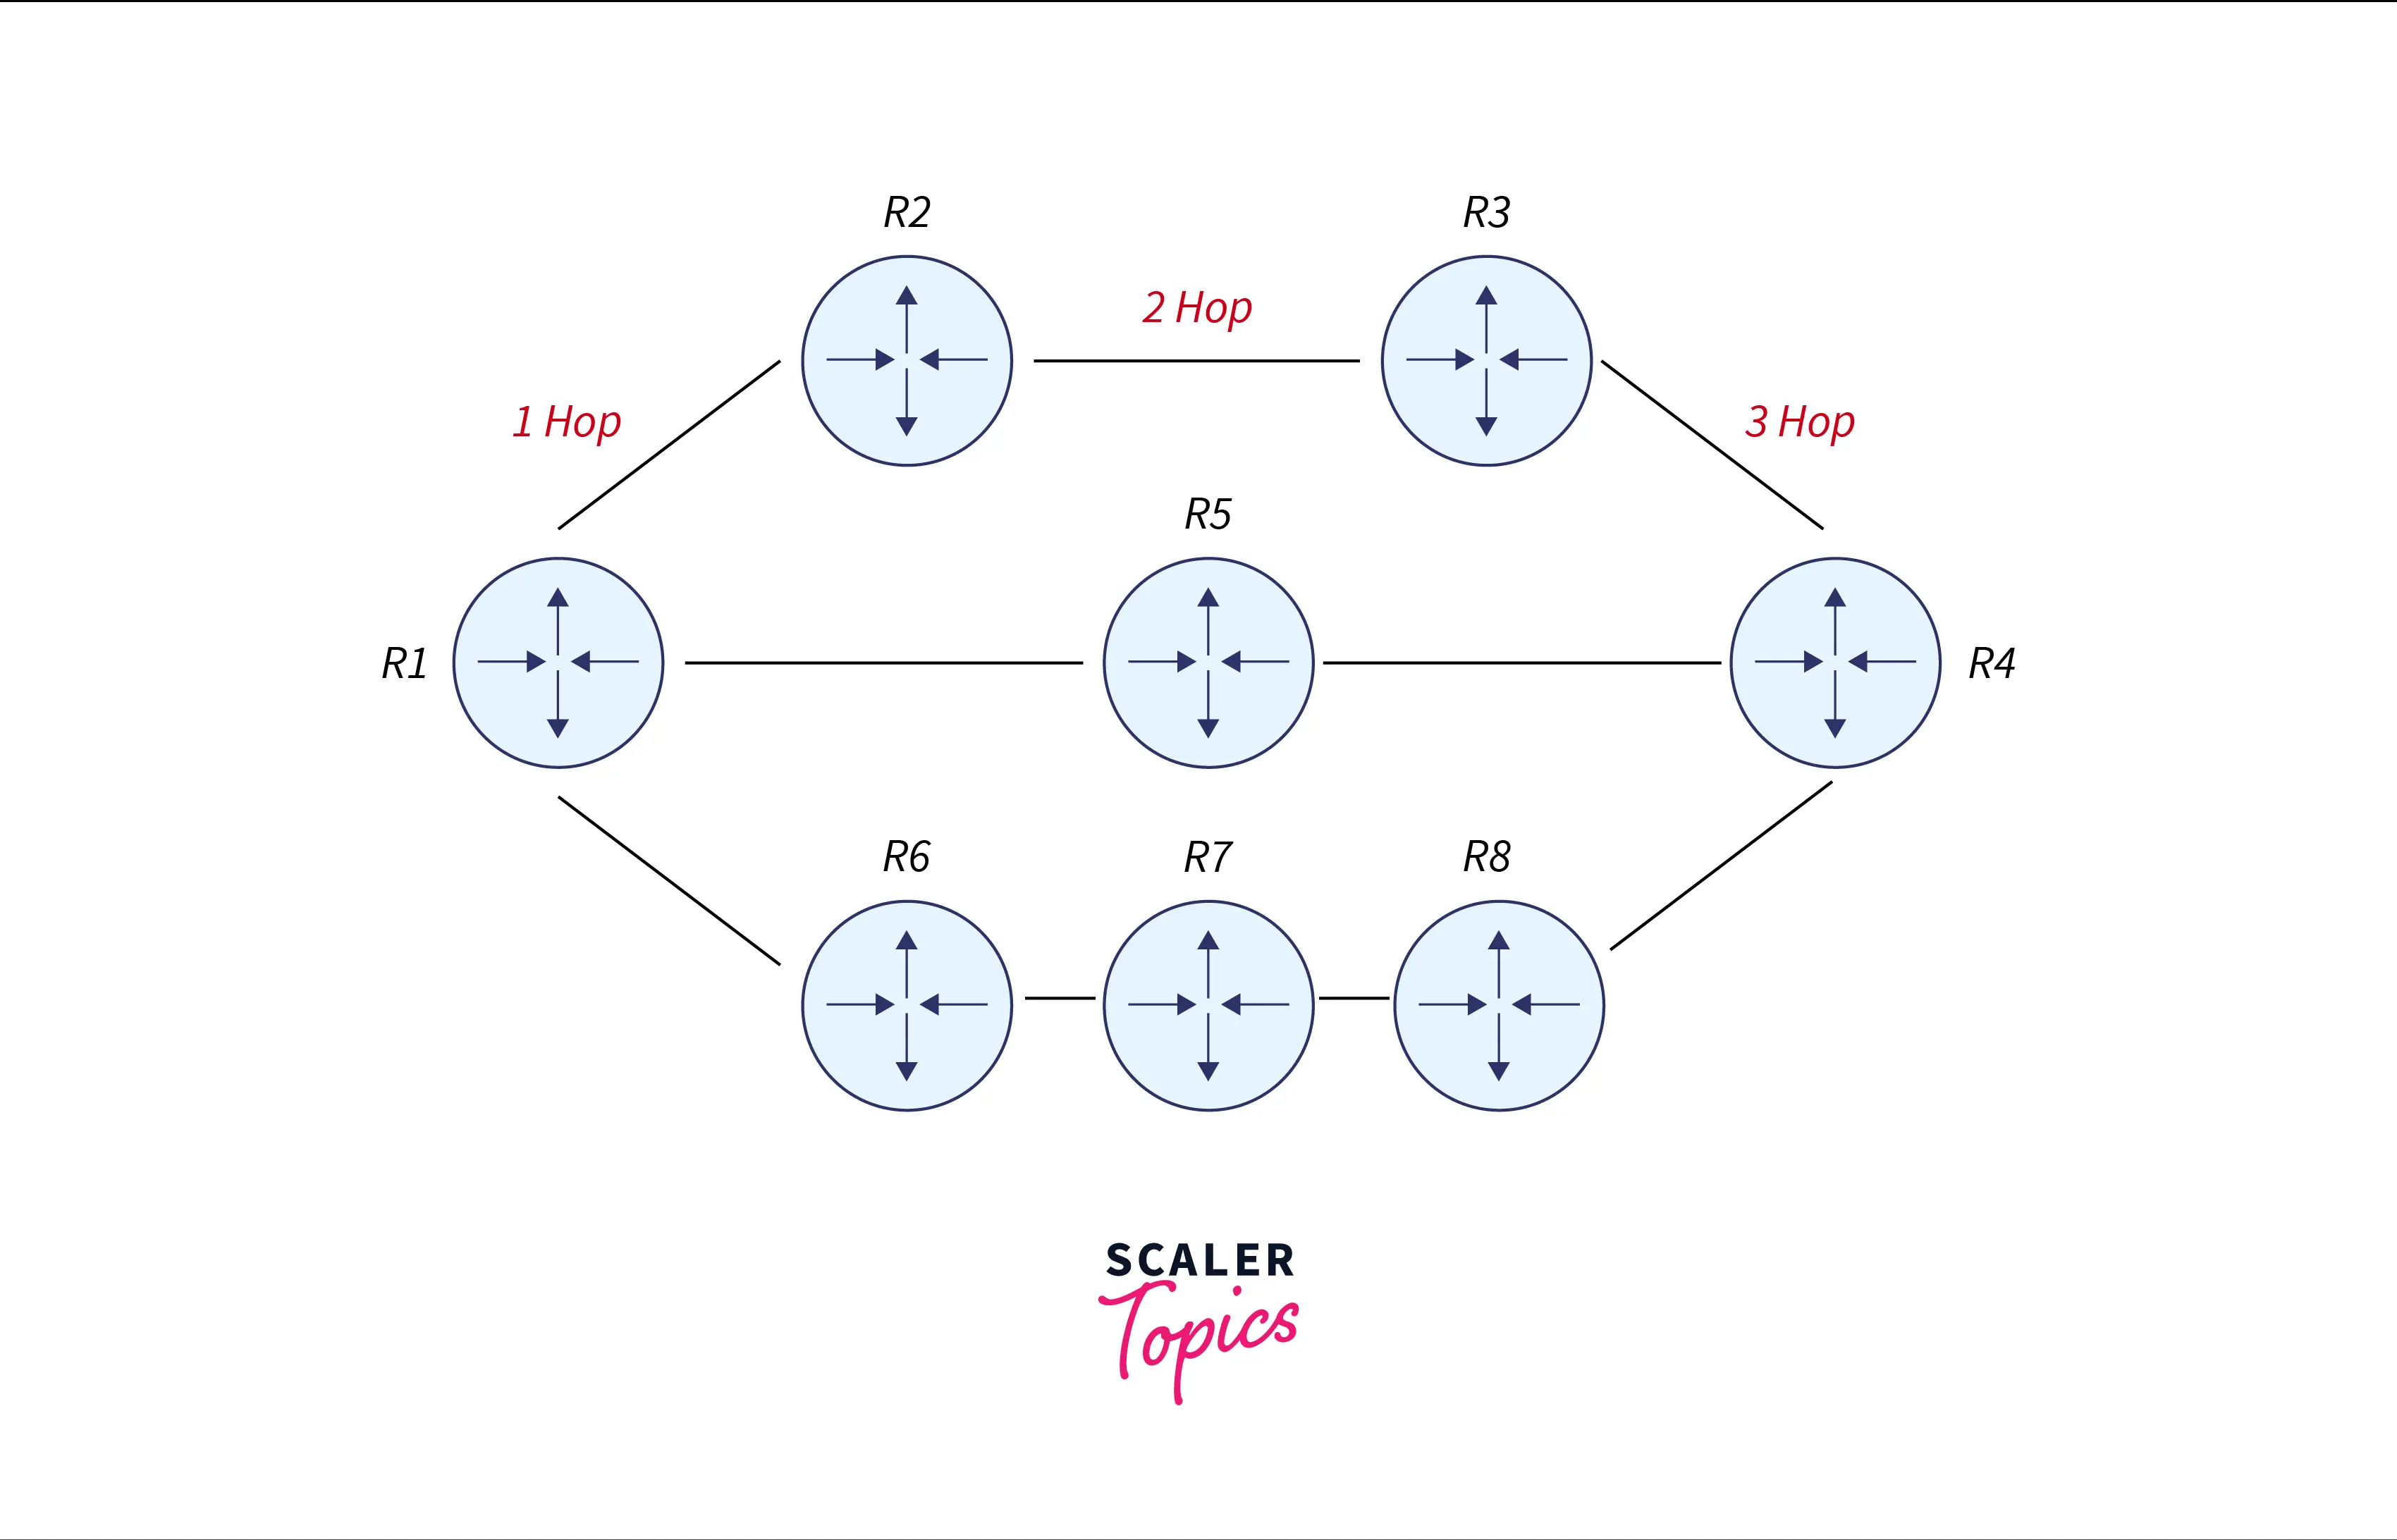 R2
R3
2 Hop
1 Hop
3 Hop
R5
R1
R4
R6
R7
R8
SCALER
Topics